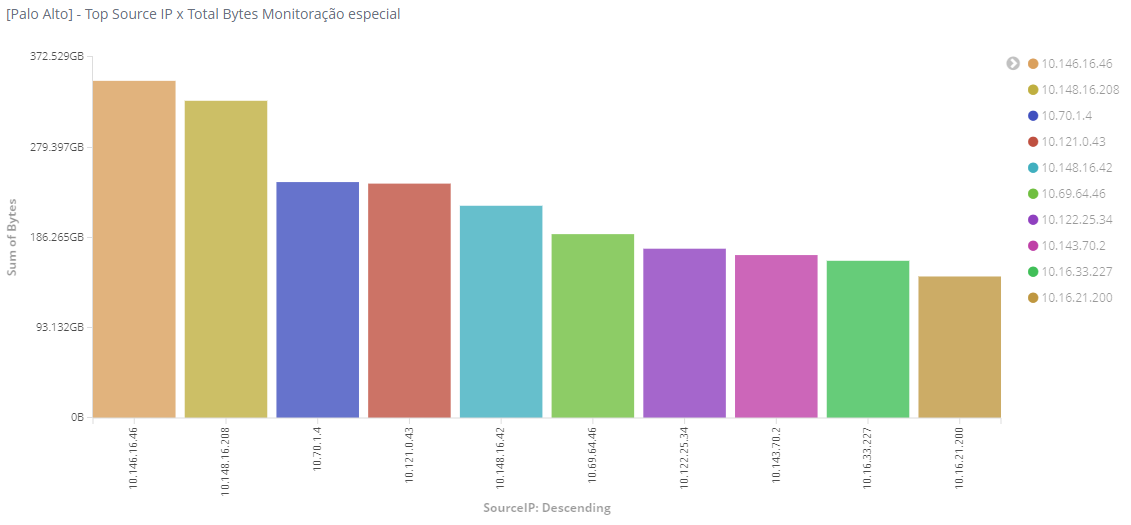 [Palo Alto] - Top Source IP x Total Bytes Monitoração especial
372.529GB
279.397GB
186.265GB
93.132GB
0B
Sum of Bytes
10.146.16.46
10.148.16.208
10.70.1.4
10.121.0.43
10.148.16.42
10.69.64.46
10.122.25.34
10.143.70.2
10.16.33.227
10.16.21.200
SourceIP: Descending
10.146.16.46
10.148.16.208
10.70.1.4
10.121.0.43
10.148.16.42
10.69.64.46
10.122.25.34
10.143.70.2
10.16.33.227
10.16.21.200